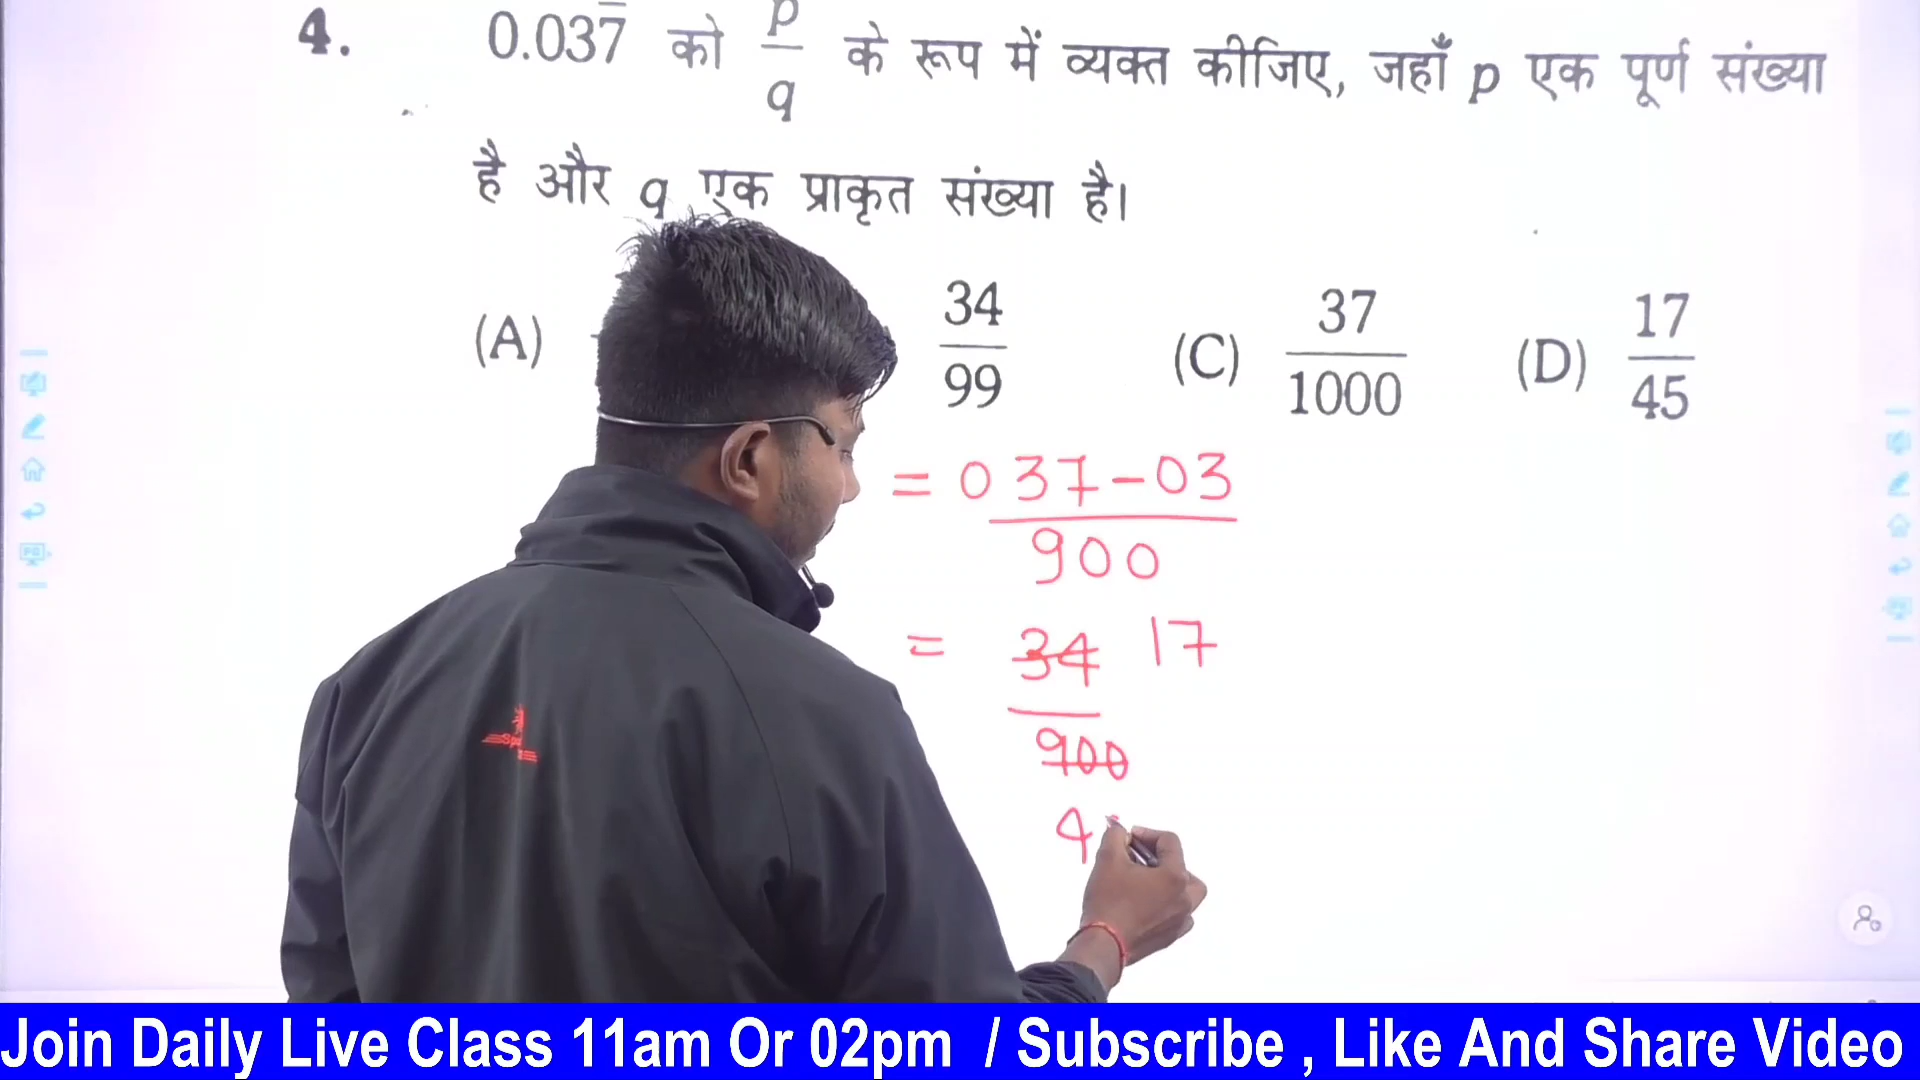 4. 0.037̅ को p/q के रूप में व्यक्त कीजिए, जहाँ p एक पूर्ण संख्या
है और q एक प्राकृत संख्या है।
(A) 34/99 (C) 37/1000 (D) 17/45
= 037-03/900
= 34/900 17
4
Join Daily Live Class 11am Or 02pm / Subscribe , Like And Share Video